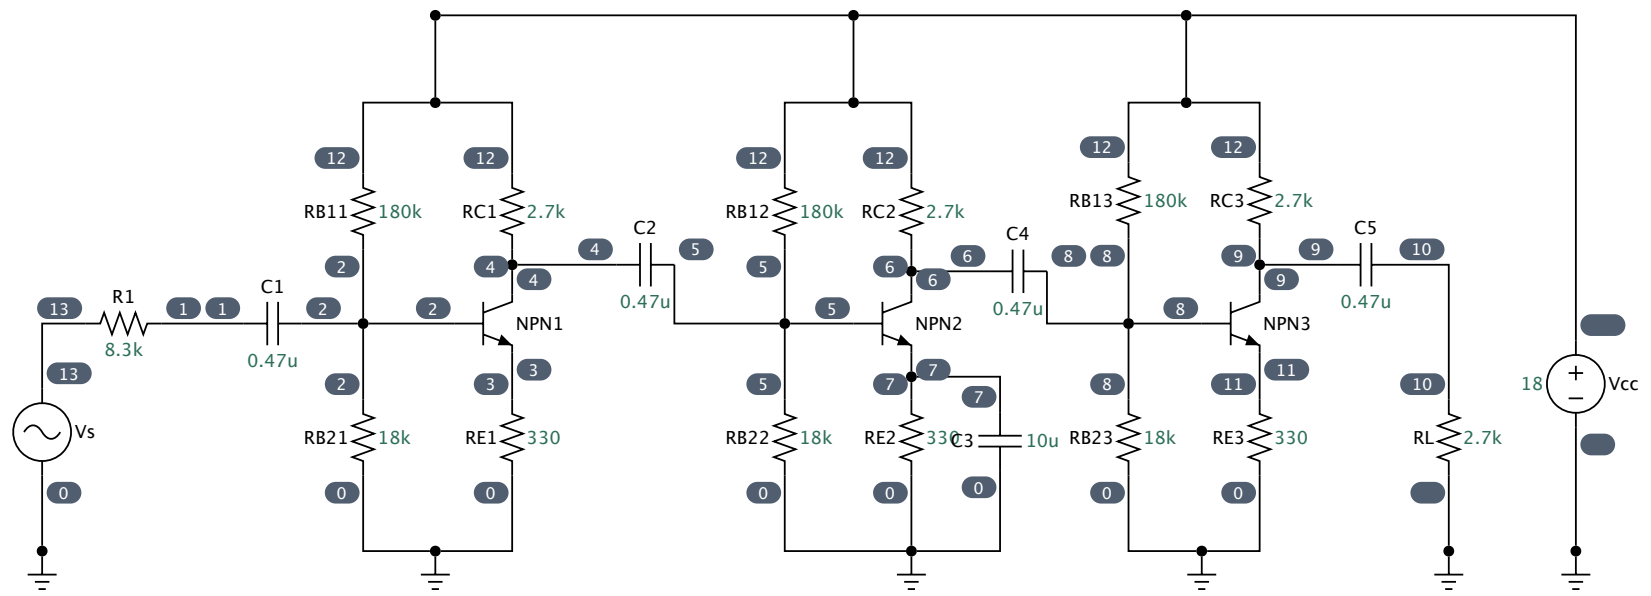 12 12 12 12 12 12
RB11 180k RC1 2.7k RB12 180k RC2 2.7k RB13 180k RC3 2.7k
C2 C4 C5
4 5 6 8 8 9 10
2 4 4 5 6 6 9 9
0.47u 0.47u 0.47u
R1 C1
13 1 1 2 2 5 8
NPN1 NPN2 NPN3
8.3k 0.47u
13 2 3 3 5 7 7 7 8 11 11 10
18 Vcc
Vs RB21 18k RE1 330 RB22 18k RE2 330 C3 10u RB23 18k RE3 330 RL 2.7k
0 0 0 0 0 0 0 0